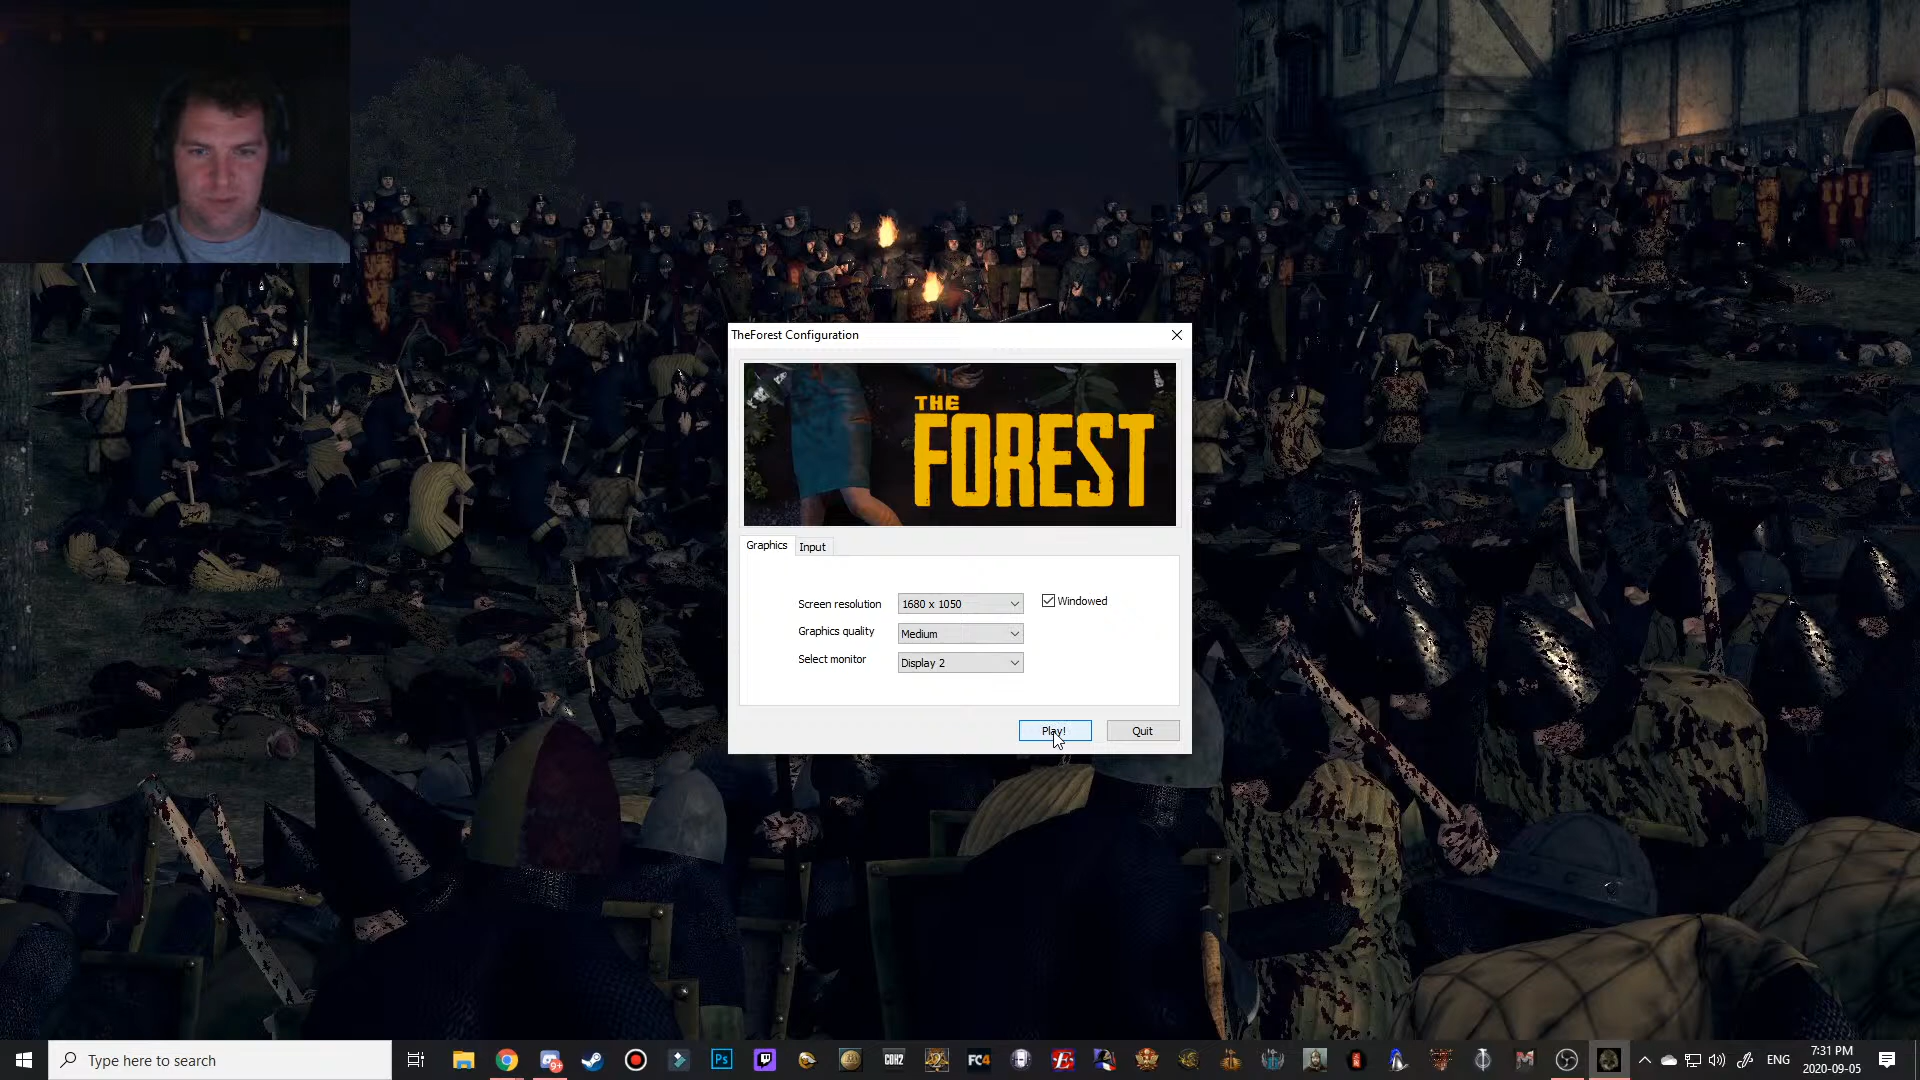 TheForest Configuration
THE
FOREST
Graphics
Input
Screen resolution
1680 x 1050
Windowed
Graphics quality
Medium
Select monitor
Display 2
Play!
Quit
Type here to search
9+
Ps
COH2
FC4
E
M
ENG
7:31 PM
2020-09-05